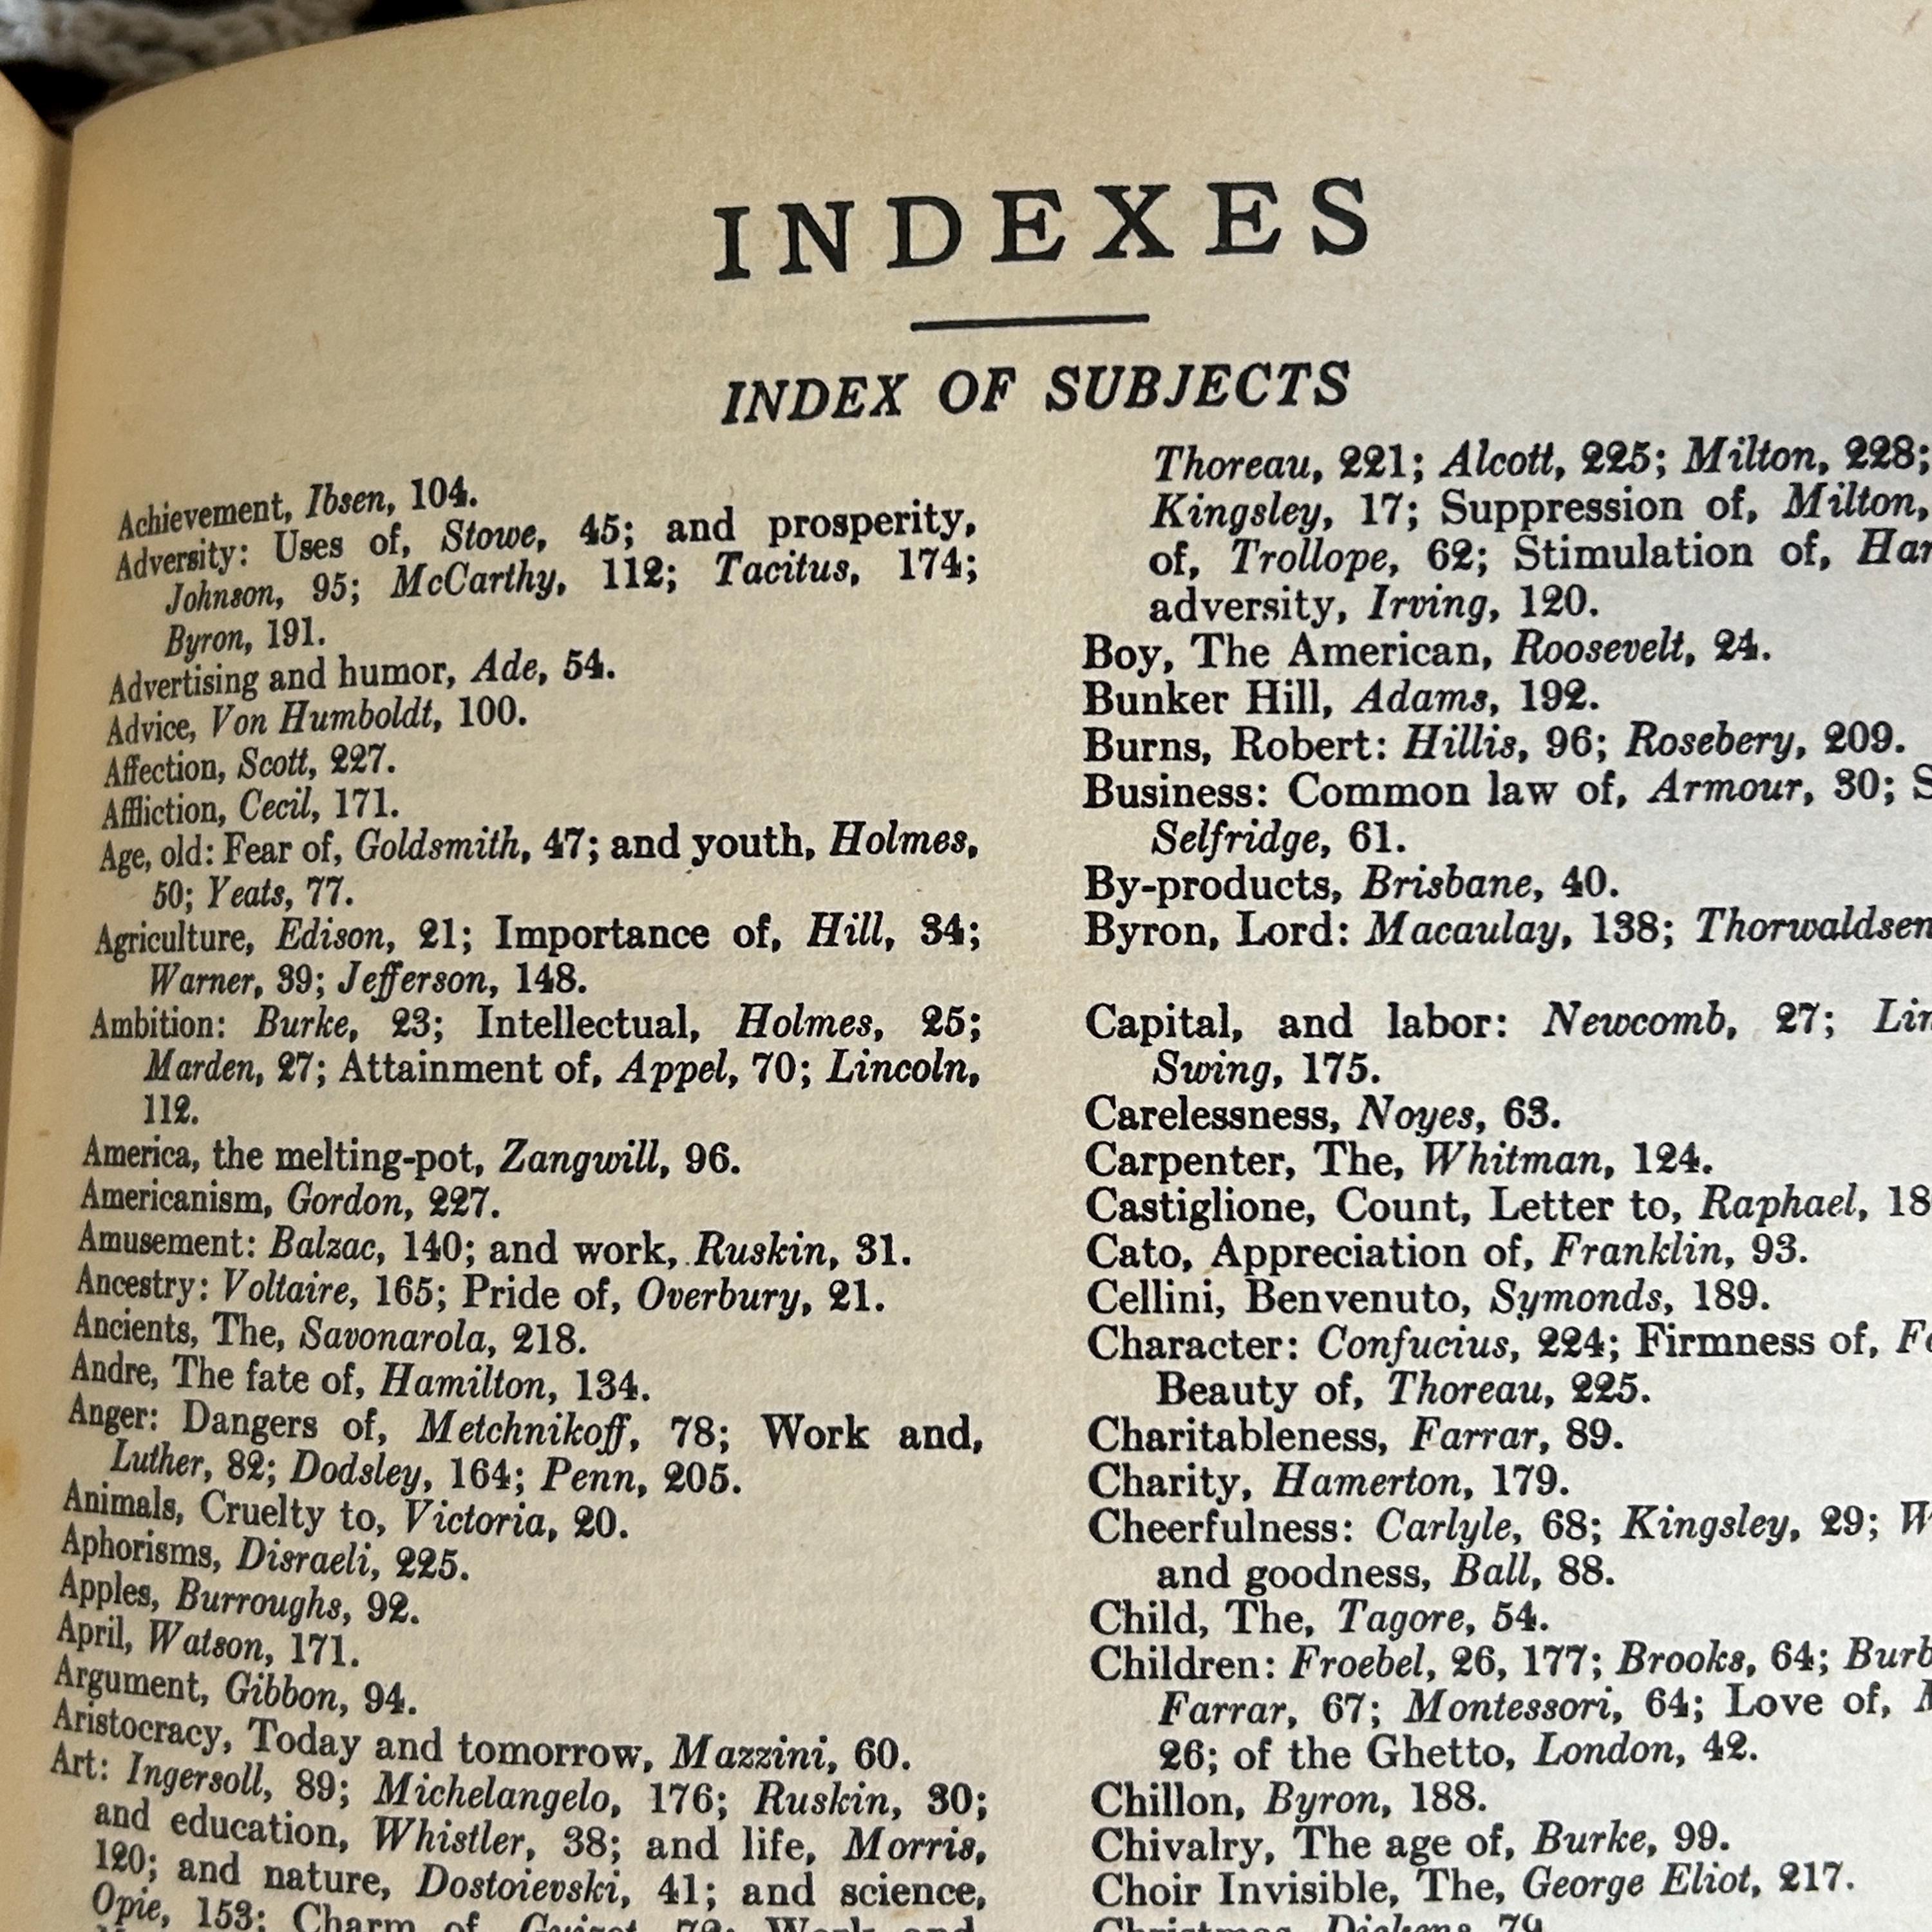 INDEXES
INDEX OF SUBJECTS
Achievement, Ibsen, 104.
Adversity: Uses of, Stowe, 45; and prosperity,
Johnson, 95; McCarthy, 112; Tacitus, 174;
Byron, 191.
Advertising and humor, Ade, 54.
Advice, Von Humboldt, 100.
Affection, Scott, 227.
Affliction, Cecil, 171.
Age, old: Fear of, Goldsmith, 47; and youth, Holmes,
50; Yeats, 77.
Agriculture, Edison, 21; Importance of, Hill, 34;
Warner, 39; Jefferson, 148.
Ambition: Burke, 23; Intellectual, Holmes, 25;
Marden, 27; Attainment of, Appel, 70; Lincoln,
112.
America, the melting-pot, Zangwill, 96.
Americanism, Gordon, 227.
Amusement: Balzac, 140; and work, Ruskin, 31.
Ancestry: Voltaire, 165; Pride of, Overbury, 21.
Ancients, The, Savonarola, 218.
Andre, The fate of, Hamilton, 134.
Anger: Dangers of, Metchnikoff, 78; Work and,
Luther, 82; Dodsley, 164; Penn, 205.
Animals, Cruelty to, Victoria, 20.
Aphorisms, Disraeli, 225.
Apples, Burroughs, 92.
April, Watson, 171.
Argument, Gibbon, 94.
Aristocracy, Today and tomorrow, Mazzini, 60.
Art: Ingersoll, 89; Michelangelo, 176; Ruskin, 30;
and education, Whistler, 38; and life, Morris,
120; and nature, Dostoievski, 41; and science,
Opie, 153; Charm of, Guizot, 72; Work and
Thoreau, 221; Alcott, 225; Milton, 228;
Kingsley, 17; Suppression of, Milton,
of, Trollope, 62; Stimulation of,
adversity, Irving, 120.
Boy, The American, Roosevelt, 24.
Bunker Hill, Adams, 192.
Burns, Robert: Hillis, 96; Rosebery, 209.
Business: Common law of, Armour, 30;
Selfridge, 61.
By-products, Brisbane, 40.
Byron, Lord: Macaulay, 138; Thorwaldsen
Capital, and labor: Newcomb, 27;
Swing, 175.
Carelessness, Noyes, 63.
Carpenter, The, Whitman, 124.
Castiglione, Count, Letter to, Raphael, 18
Cato, Appreciation of, Franklin, 93.
Cellini, Benvenuto, Symonds, 189.
Character: Confucius, 224; Firmness of,
Beauty of, Thoreau, 225.
Charitableness, Farrar, 89.
Charity, Hamerton, 179.
Cheerfulness: Carlyle, 68; Kingsley, 29;
and goodness, Ball, 88.
Child, The, Tagore, 54.
Children: Froebel, 26, 177; Brooks, 64;
Farrar, 67; Montessori, 64; Love of,
26; of the Ghetto, London, 42.
Chillon, Byron, 188.
Chivalry, The age of, Burke, 99.
Choir Invisible, The, George Eliot, 217.
Christmas, Dickens, 79